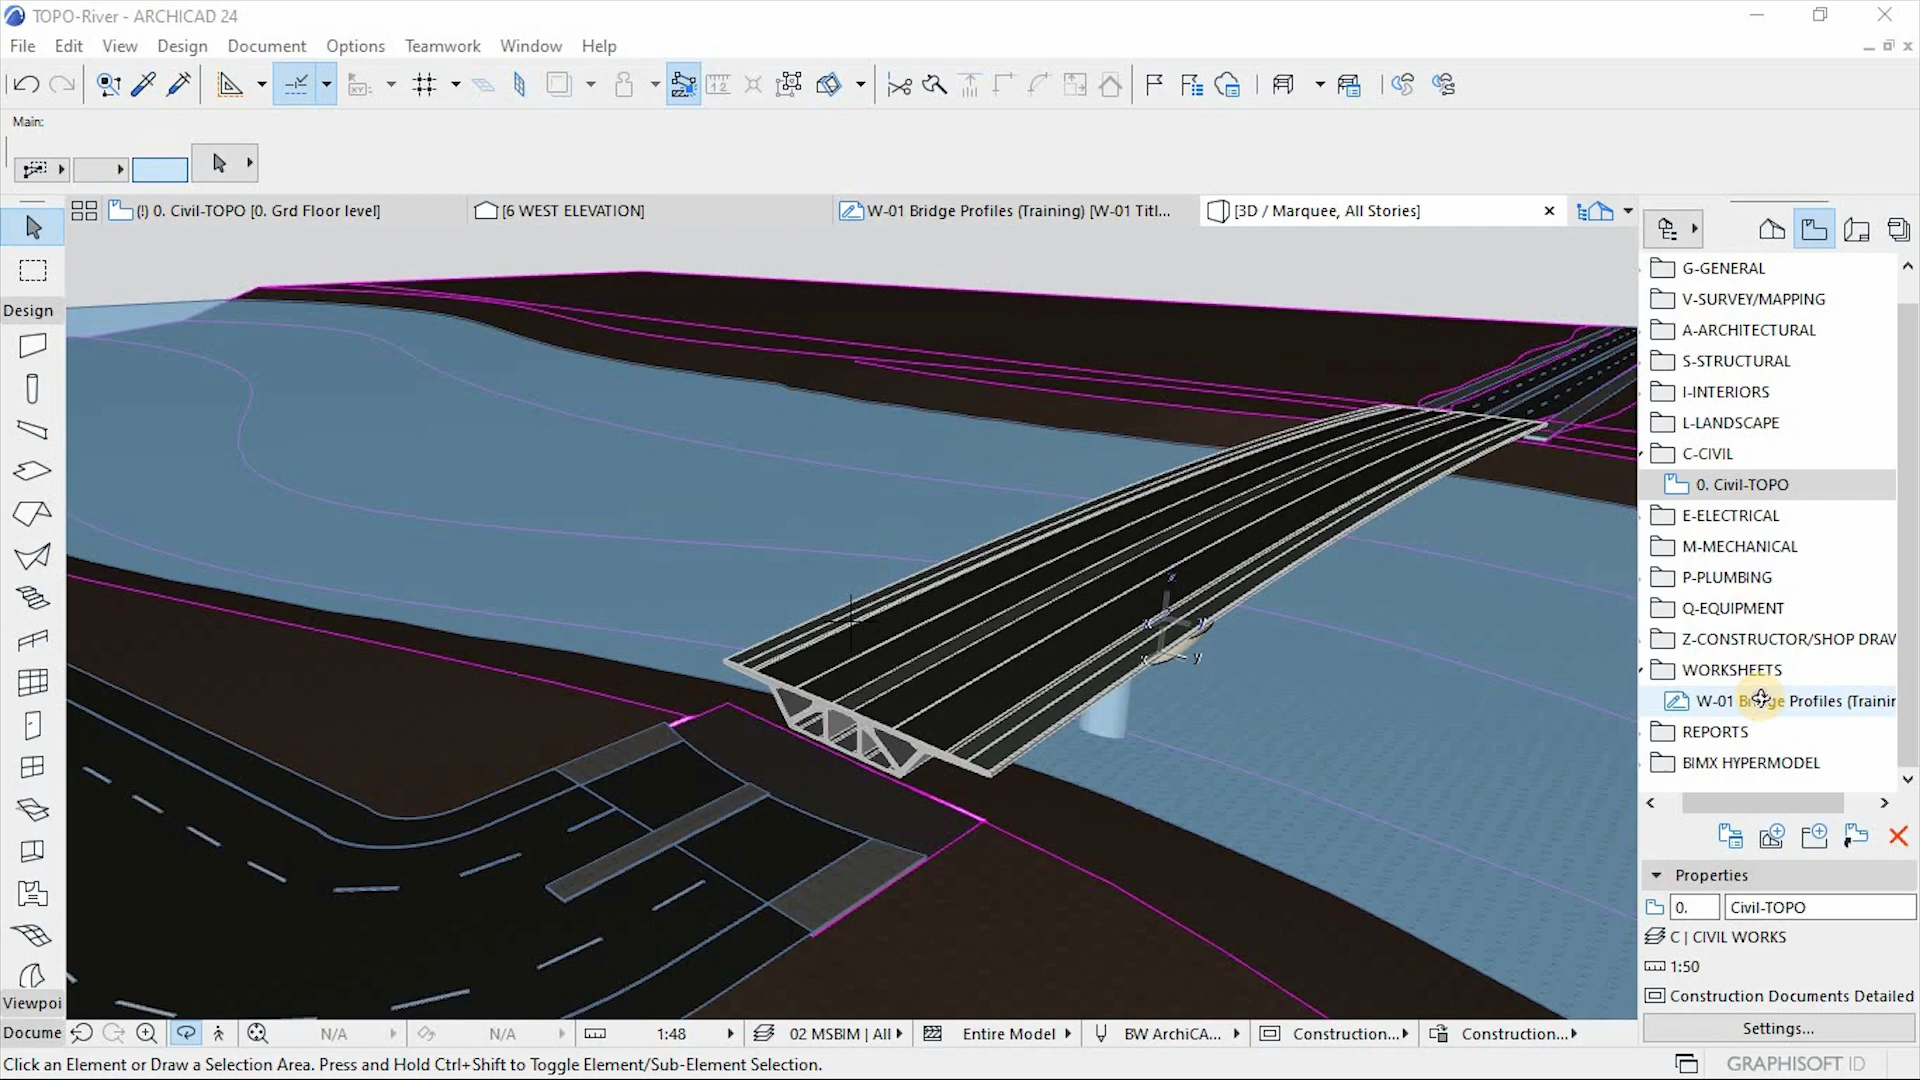 TOPO-River - ARCHICAD 24
File Edit View Design Document Options Teamwork Window Help
Main:
(!) 0. Civil-TOPO [0. Grd Floor level]
[6 WEST ELEVATION]
W-01 Bridge Profiles (Training) [W-01 Titl...
[3D / Marquee, All Stories]
Design
G-GENERAL
V-SURVEY/MAPPING
A-ARCHITECTURAL
S-STRUCTURAL
I-INTERIORS
L-LANDSCAPE
C-CIVIL
0. Civil-TOPO
E-ELECTRICAL
M-MECHANICAL
P-PLUMBING
Q-EQUIPMENT
Z-CONSTRUCTOR/SHOP DRAW
WORKSHEETS
W-01 Bridge Profiles (Trainin
REPORTS
BIMX HYPERMODEL
Properties
0. Civil-TOPO
C | CIVIL WORKS
1:50
Construction Documents Detailed
Settings...
Viewpoi
Docume
N/A N/A 1:48 02 MSBIM | All Entire Model BW ArchiCA... Construction... Construction...
Click an Element or Draw a Selection Area. Press and Hold Ctrl+Shift to Toggle Element/Sub-Element Selection.
GRAPHISOFT ID